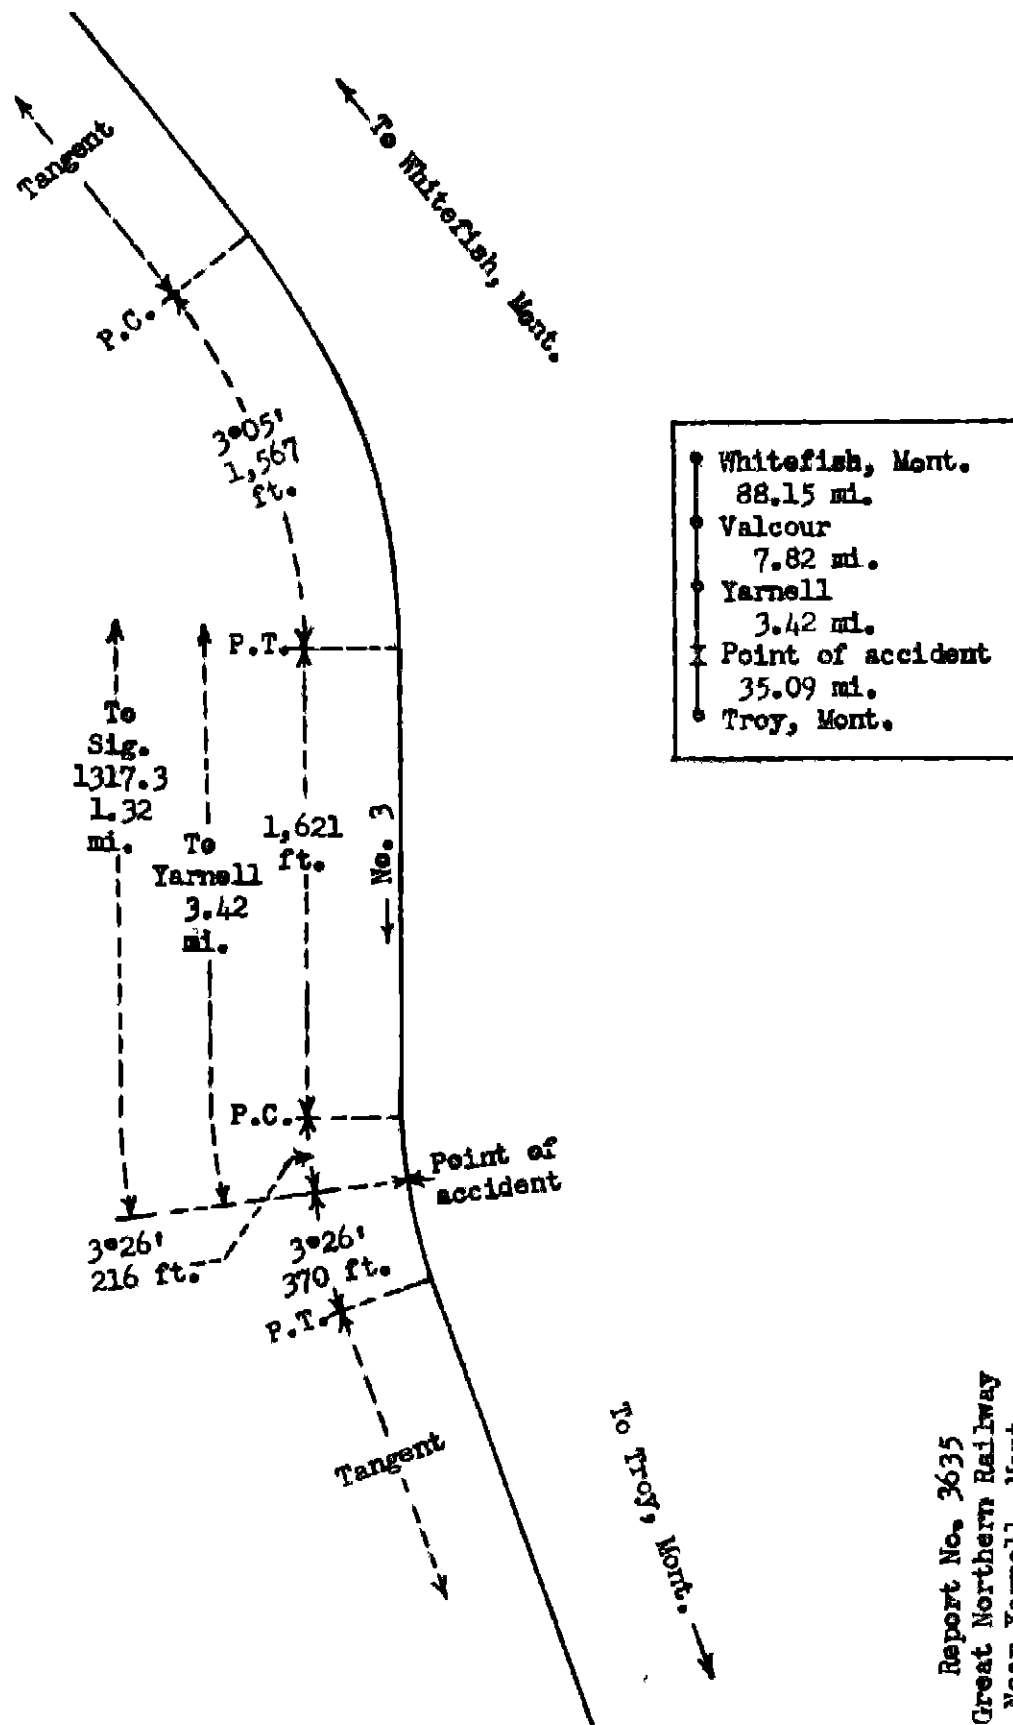 To Whitefish, Mont.
Tangent
P.C.
3°05'
1,567
ft.
Whitefish, Mont.
88.15 mi.
Valcour
7.82 mi.
Yarnell
3.42 mi.
Point of accident
35.09 mi.
Troy, Mont.
P.T.
To
Sig.
1317.3
1.32
mi.
To
Yarnell
3.42
mi.
1,621
ft.
No. 3
P.C.
Point of
accident
3°26'
216 ft.
3°26'
370 ft.
P.T.
Tangent
To Troy, Mont.
Report No. 3635
Great Northern Railway
Near Yarnell, Mont.